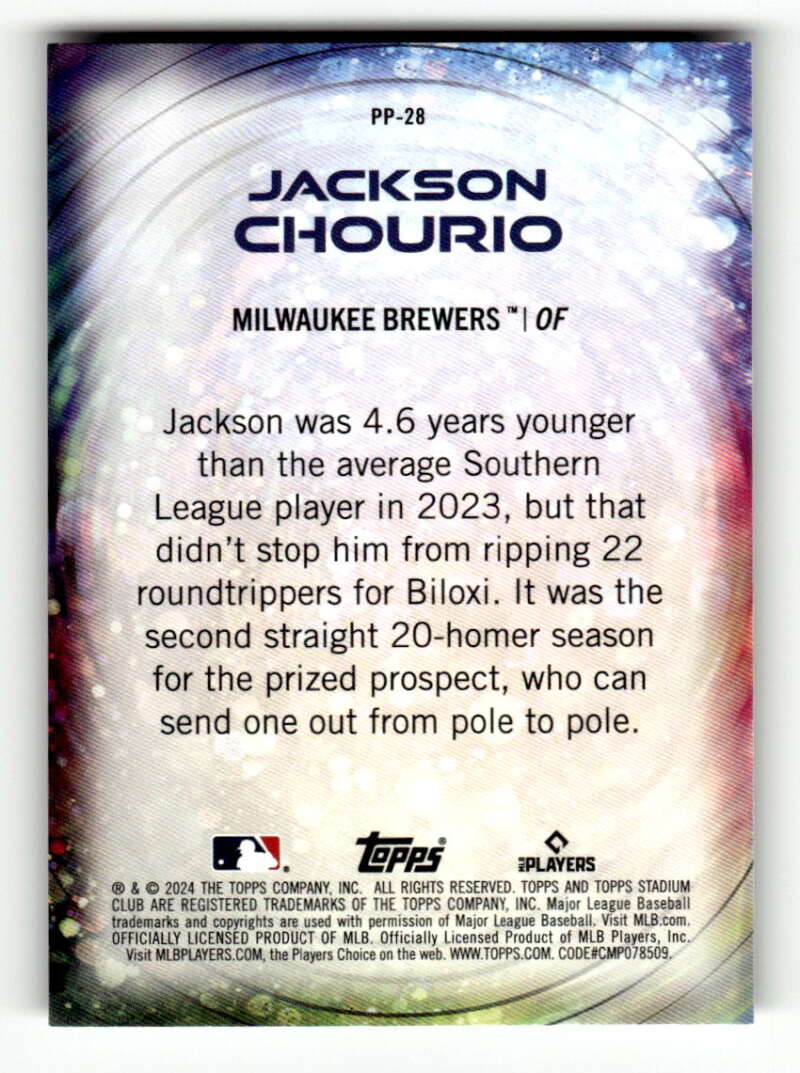 PP-28
JACKSON
CHOURIO
MILWAUKEE BREWERS™ | OF
Jackson was 4.6 years younger
than the average Southern
League player in 2023, but that
didn't stop him from ripping 22
roundtrippers for Biloxi. It was the
second straight 20-homer season
for the prized prospect, who can
send one out from pole to pole.
® Topps® MLB PLAYERS
® & © 2024 THE TOPPS COMPANY, INC. ALL RIGHTS RESERVED. TOPPS AND TOPPS STADIUM
CLUB ARE REGISTERED TRADEMARKS OF THE TOPPS COMPANY, INC. Major League Baseball
trademarks and copyrights are used with permission of Major League Baseball. Visit MLB.com.
OFFICIALLY LICENSED PRODUCT OF MLB. Officially Licensed Product of MLB Players, Inc.
Visit MLBPLAYERS.COM, the Players Choice on the web. WWW.TOPPS.COM. CODE#CMP078509.